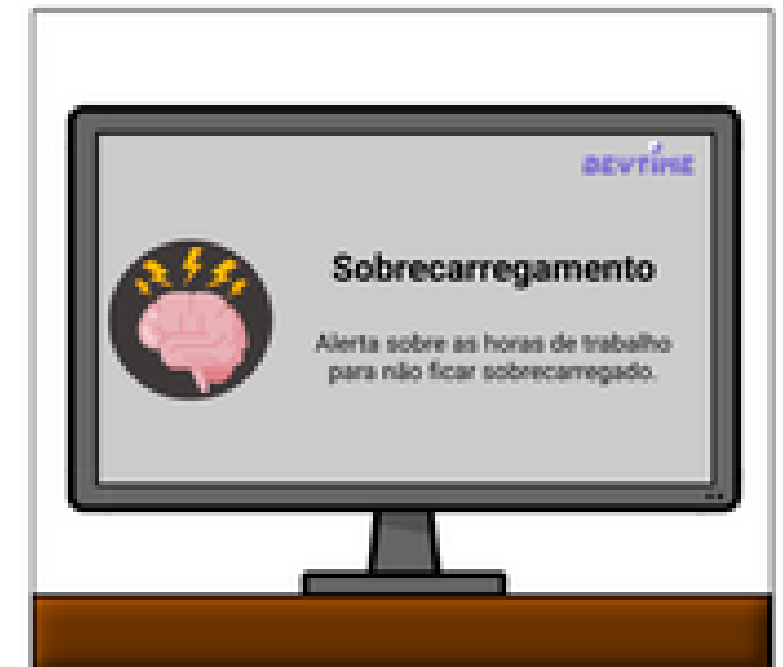 DEVTIME
Sobrecarregamento
Alerta sobre as horas de trabalho
para não ficar sobrecarregado.